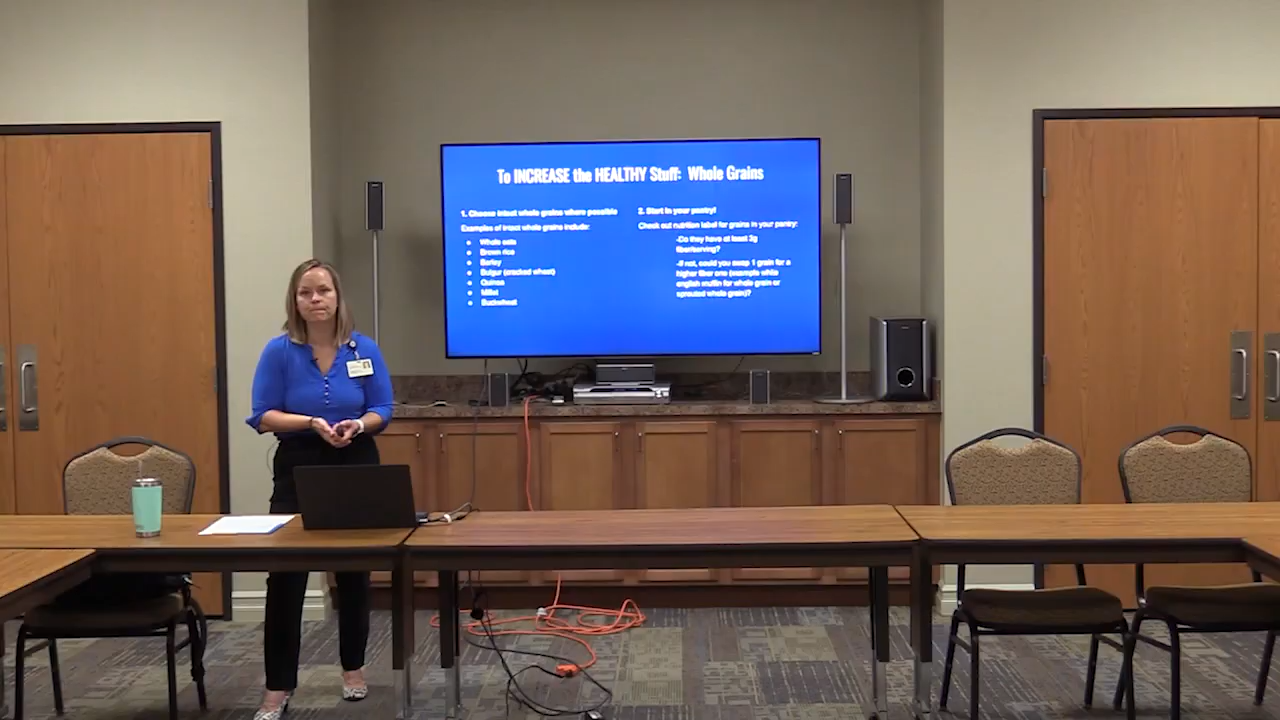 To INCREASE the HEALTHY Stuff: Whole Grains
1. Choose intact whole grains where possible
Examples of intact whole grains include:
● Whole oats
● Brown rice
● Barley
● Bulgur (cracked wheat)
● Quinoa
● Millet
● Buckwheat
2. Start in your pantry!
Check out nutrition label for grains in your pantry:
-Do they have at least 3g
fiber/serving?
-If not, could you swap 1 grain for a
higher fiber one (example white
english muffin for whole grain or
sprouted whole grain)?